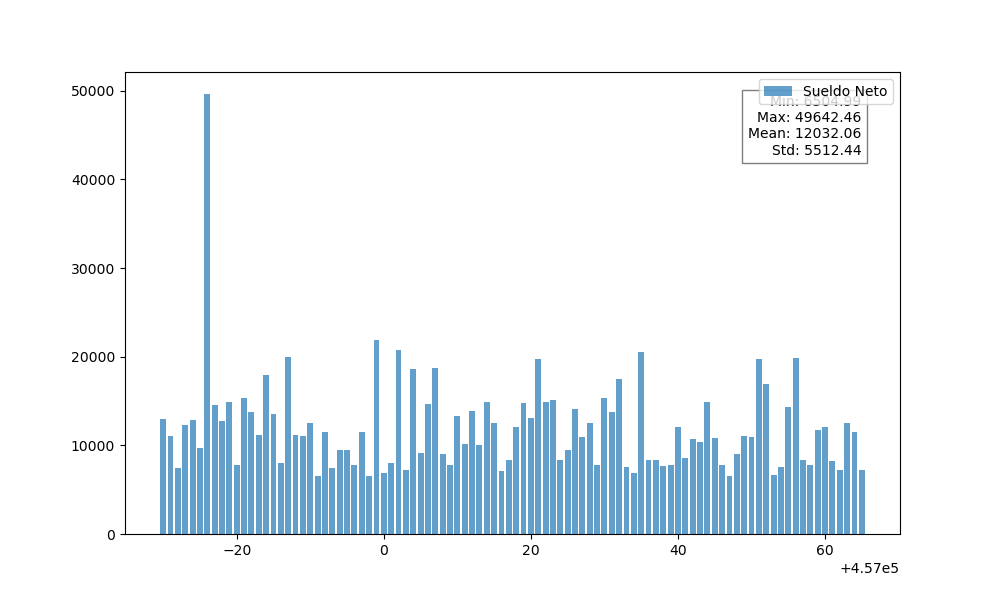 50000
40000
30000
20000
10000
0
Sueldo Neto
Min: 6504.99
Max: 49642.46
Mean: 12032.06
Std: 5512.44
−20 0 20 40 60
+4.57e5